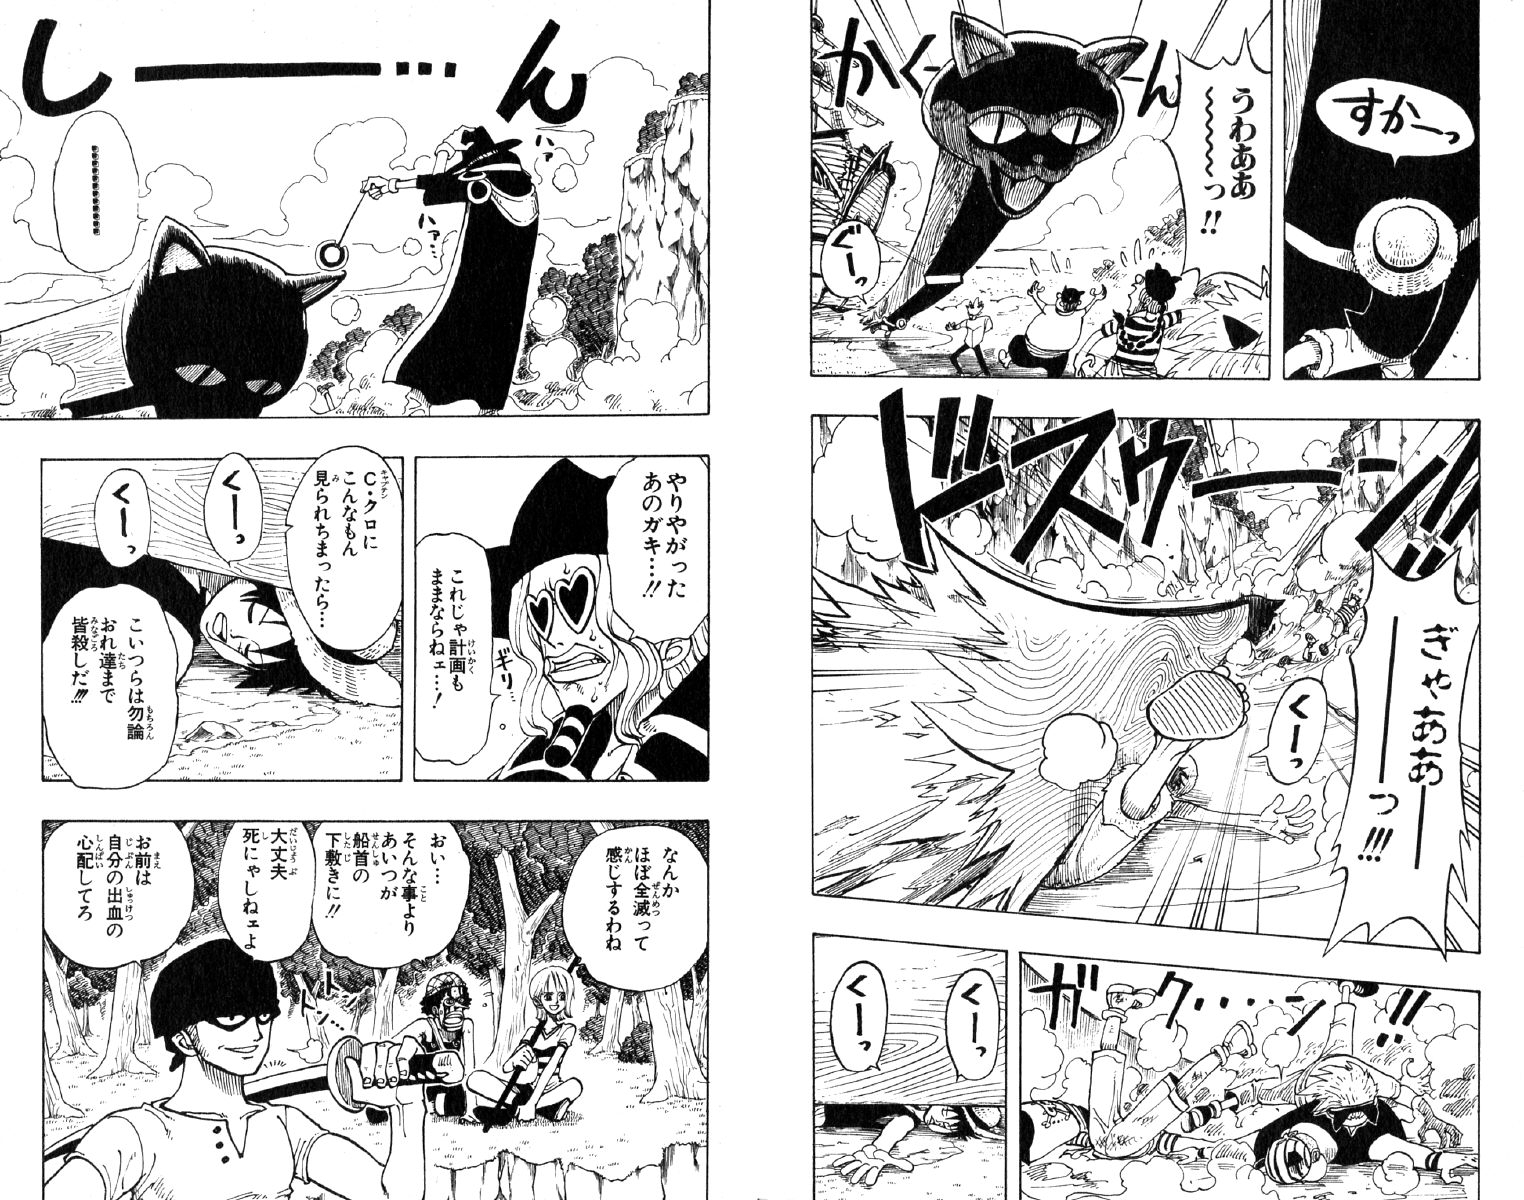 すかーっ
うわああ
～～～～っ!!
かくーーん
ぐーっ
ドスゥーン!!!
ぎゃああー
ーーっ!!!
くーっ
ガク‥‥‥ン!!
くーっ
くーっ
しーーー…ん
ハァ
ハァ…
やりやがった
あのガキ…!!
これじゃ計画も
ままならねェ…!
ギリ…
C・クロに
こんなもん
見られちまったら…
くーっ
くーっ
こいつらは勿論
おれ達まで
皆殺しだ!!!
なんか
ほぼ全滅って
感じするわね
おい…
そんな事より
あいつが
船首の
下敷きに!!
大丈夫
死にゃしねェよ
お前は
自分の出血の
心配してろ
トントン…